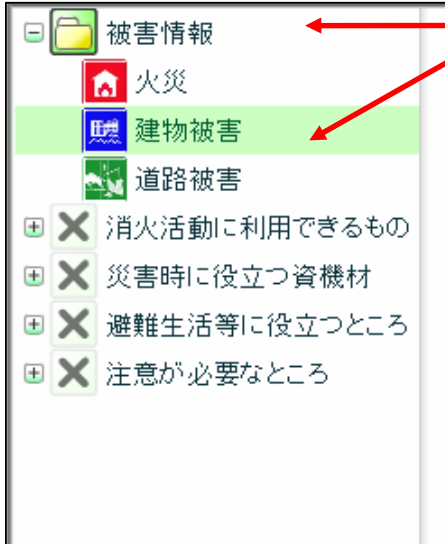 被害情報
火災
建物被害
道路被害
消火活動に利用できるもの
災害時に役立つ資機材
避難生活等に役立つところ
注意が必要なところ